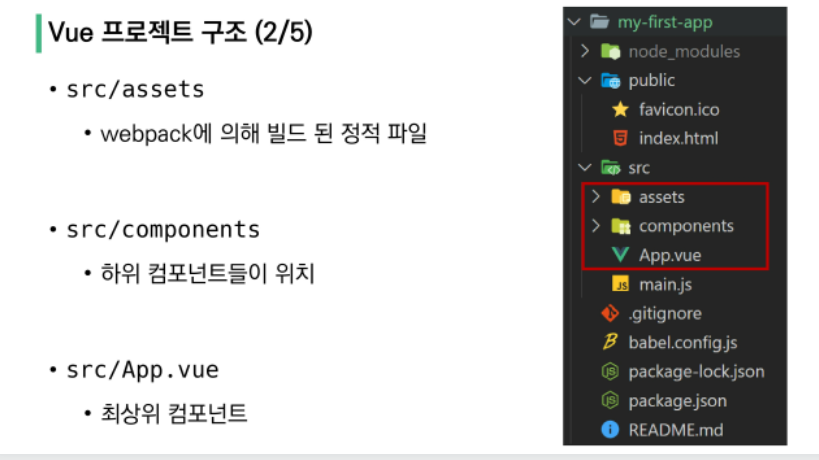 Vue 프로젝트 구조 (2/5)
• src/assets
• webpack에 의해 빌드 된 정적 파일
• src/components
• 하위 컴포넌트들이 위치
• src/App.vue
• 최상위 컴포넌트
my-first-app
node_modules
public
favicon.ico
index.html
src
assets
components
App.vue
main.js
.gitignore
babel.config.js
package-lock.json
package.json
README.md